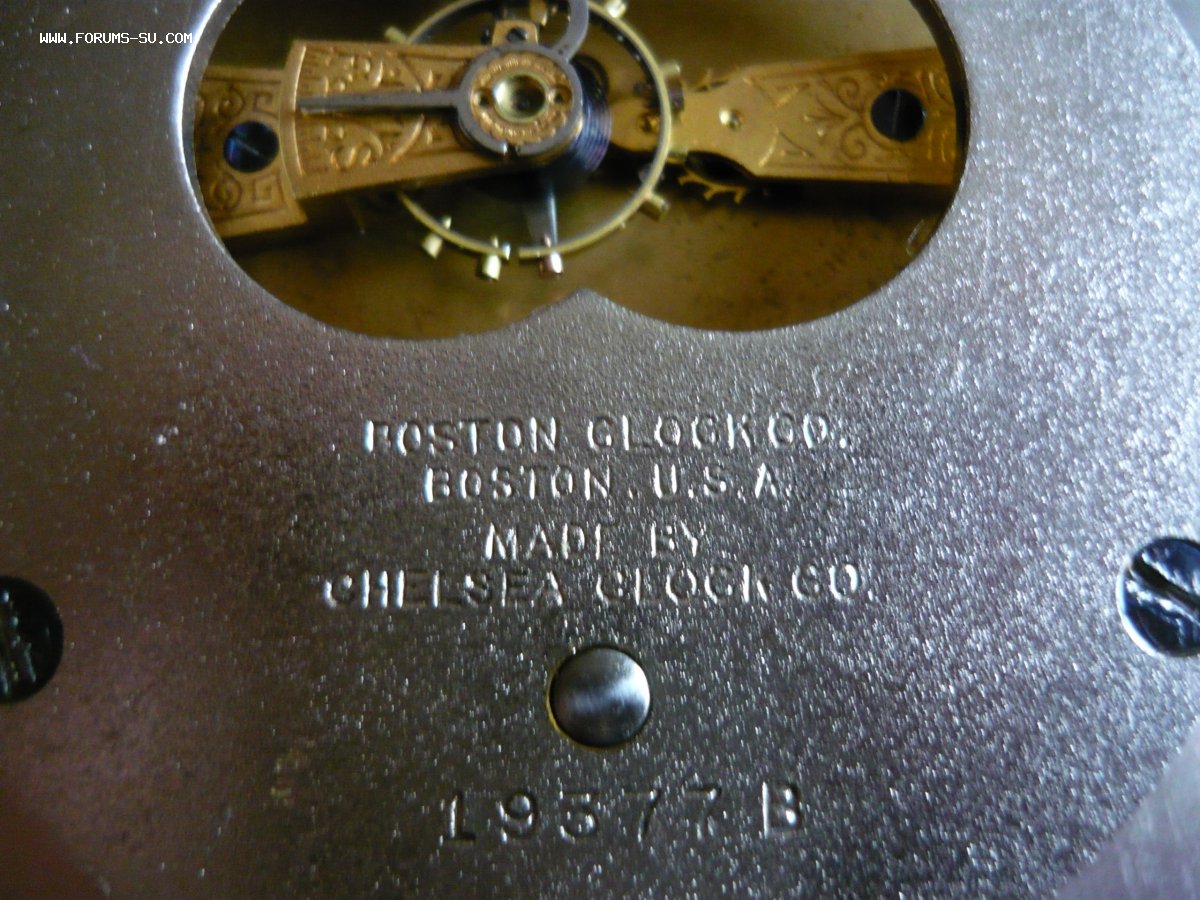 WWW.FORUMS-SU.COM
BOSTON CLOCK CO.
BOSTON. U.S.A.
MADE BY
CHELSEA CLOCK CO.
19377 B